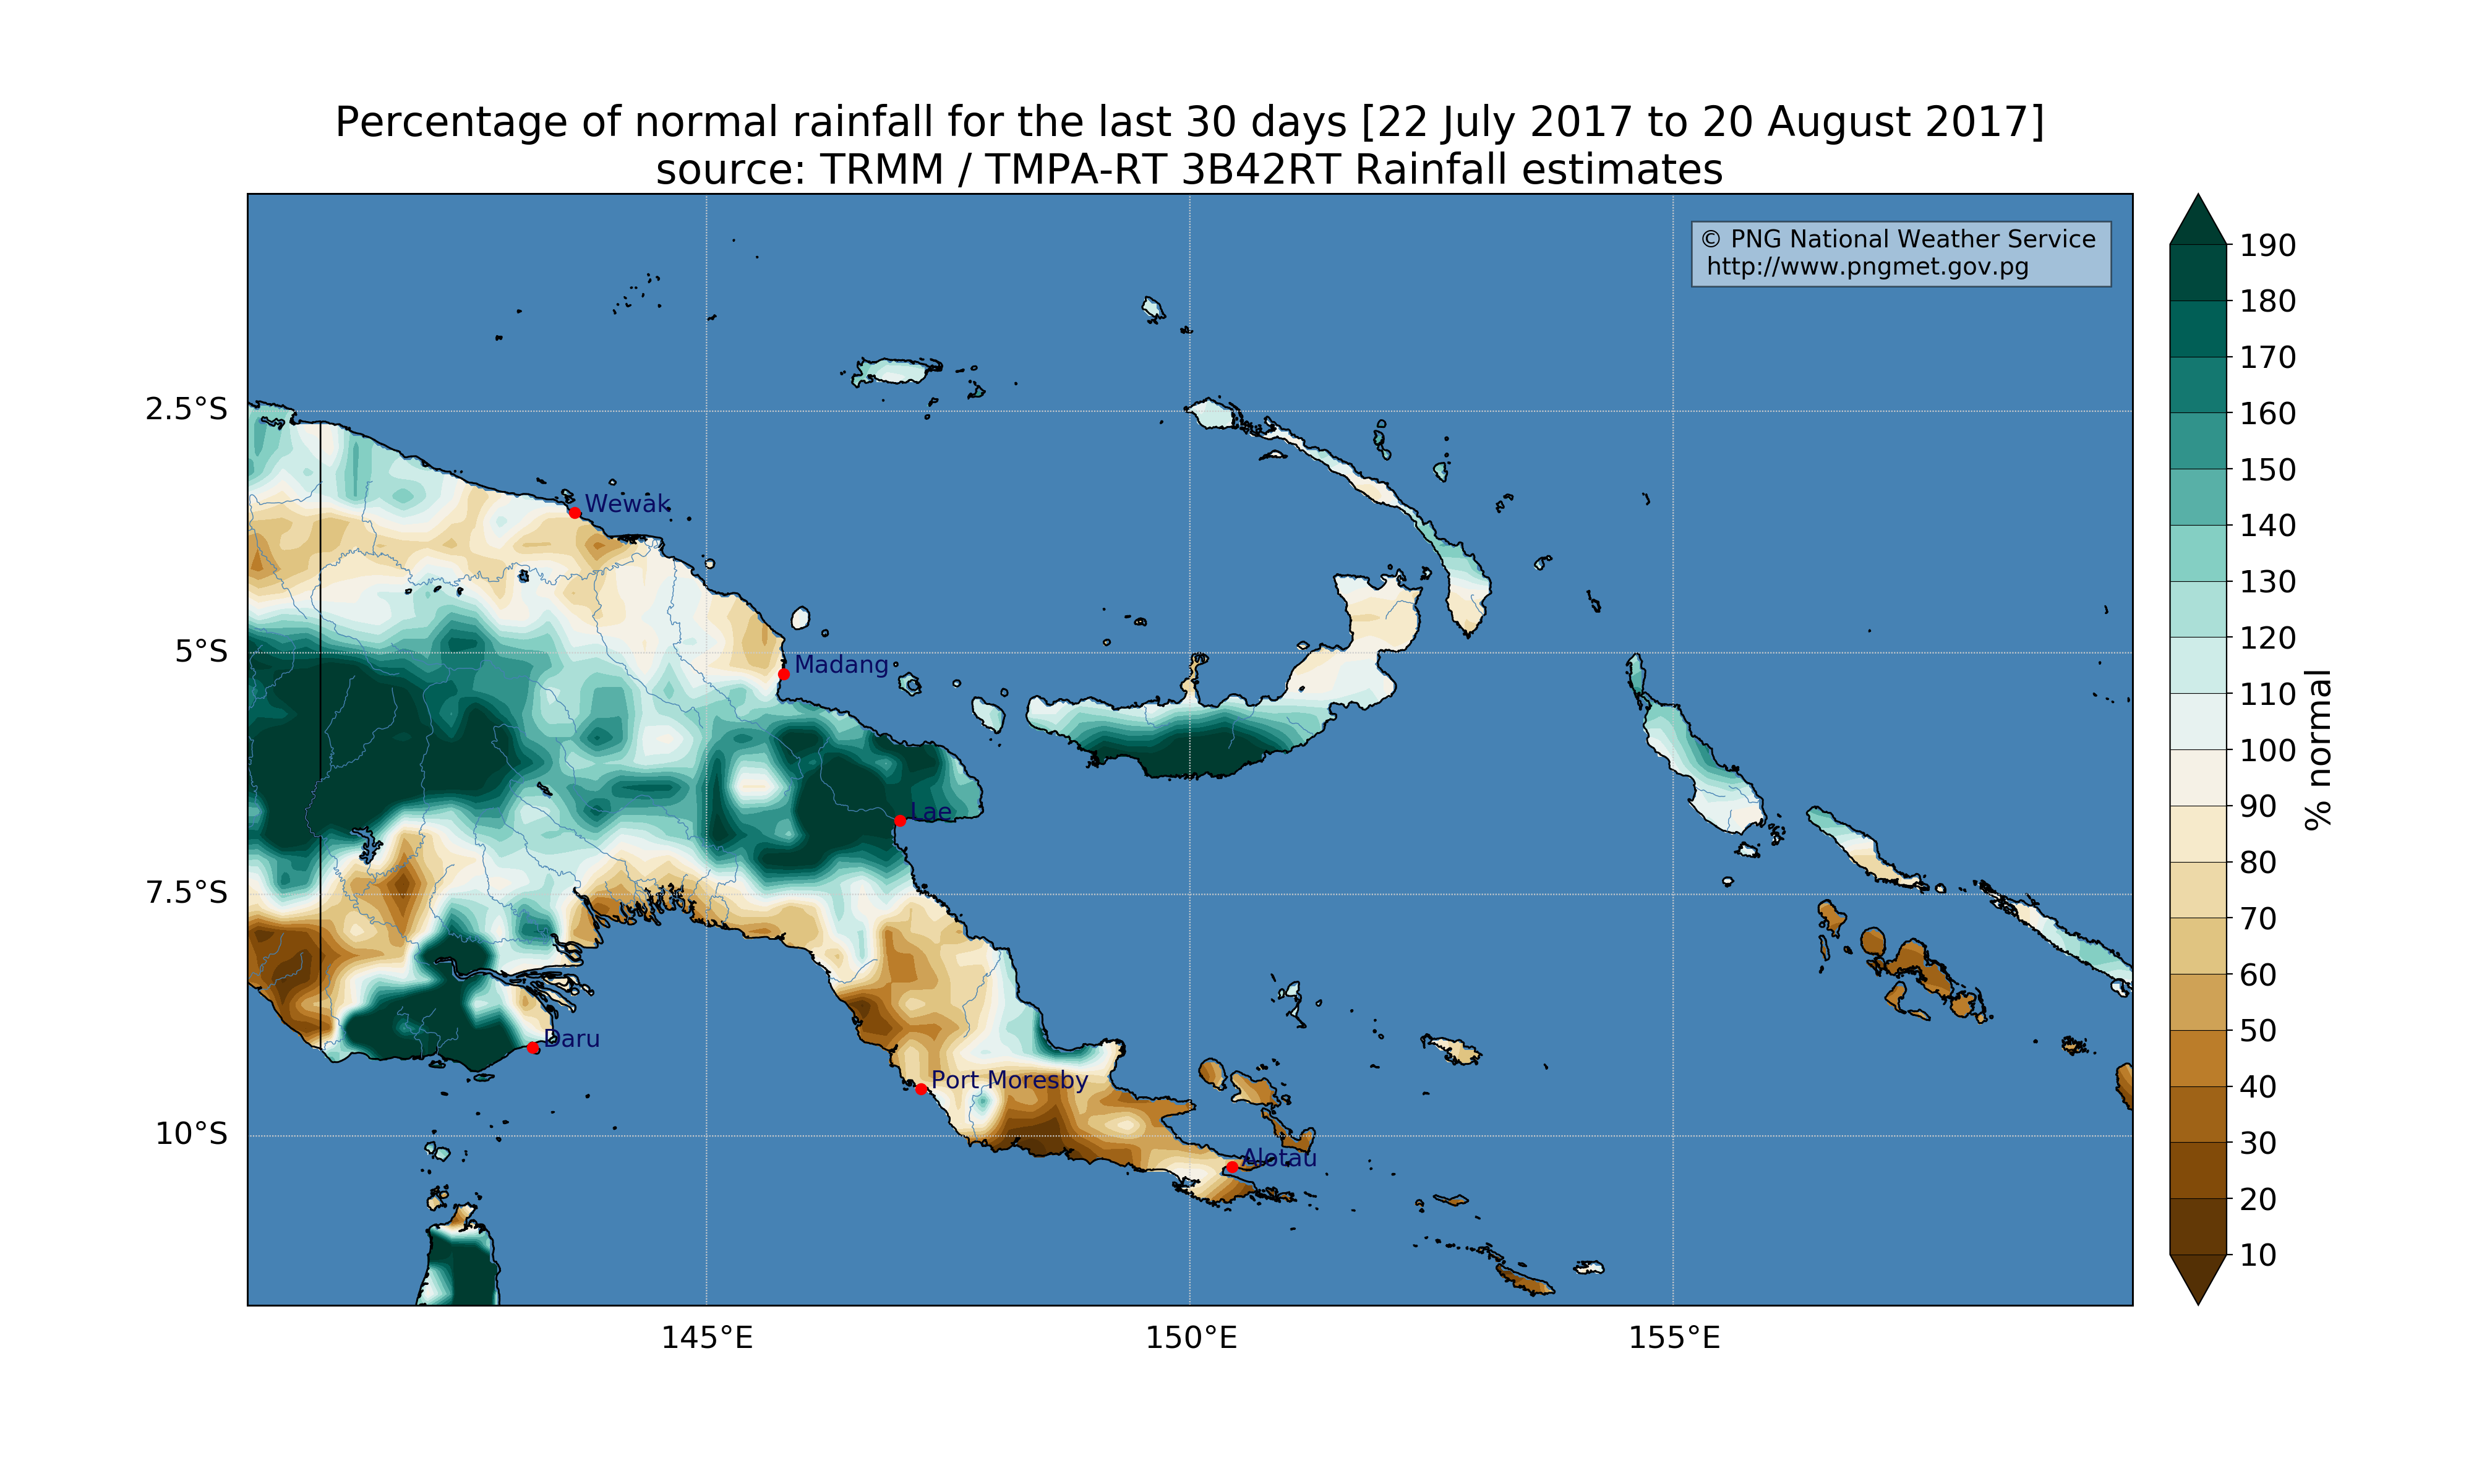 Percentage of normal rainfall for the last 30 days [22 July 2017 to 20 August 2017]
source: TRMM / TMPA-RT 3B42RT Rainfall estimates
© PNG National Weather Service
http://www.pngmet.gov.pg
190
180
170
160
150
140
130
120
110
100
90
80
70
60
50
40
30
20
10
% normal
2.5°S
5°S
7.5°S
10°S
Wewak
Madang
Lae
Daru
Port Moresby
Alotau
145°E
150°E
155°E